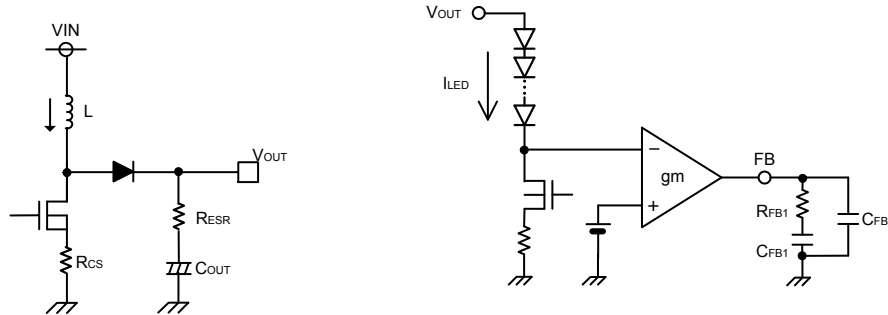 VIN
L
VOUT
RESR
RCS
COUT
VOUT
ILED
−
gm
+
FB
RFB1
CFB1
CFB